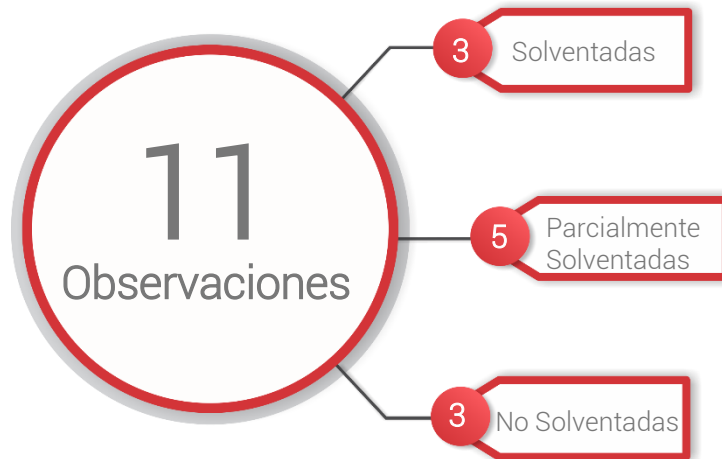 11
Observaciones
3
Solventadas
5
Parcialmente
Solventadas
3
No Solventadas